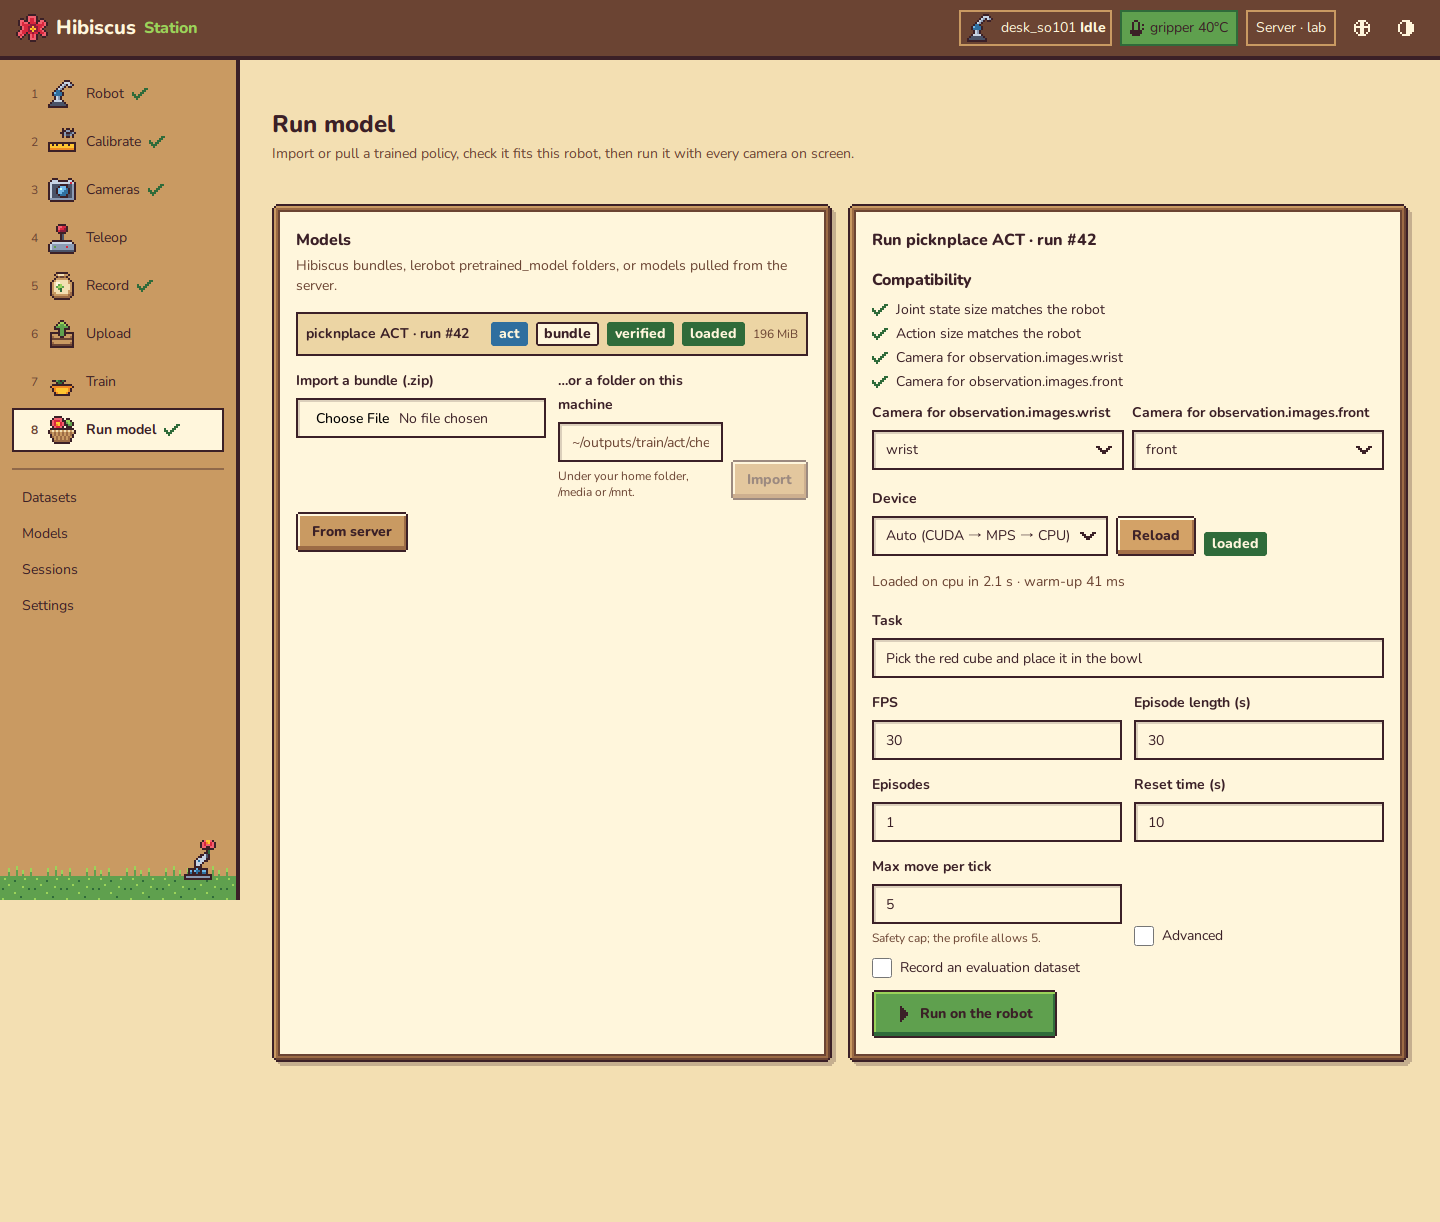 Hibiscus Station
desk_so101 Idle
gripper 40°C
Server · lab
1 Robot
2 Calibrate
3 Cameras
4 Teleop
5 Record
6 Upload
7 Train
8 Run model
Datasets
Models
Sessions
Settings
Run model
Import or pull a trained policy, check it fits this robot, then run it with every camera on screen.
Models
Hibiscus bundles, lerobot pretrained_model folders, or models pulled from the
server.
picknplace ACT · run #42 act bundle verified loaded 196 MiB
Import a bundle (.zip)
Choose File No file chosen
…or a folder on this
machine
~/outputs/train/act/che
Under your home folder,
/media or /mnt.
Import
From server
Run picknplace ACT · run #42
Compatibility
Joint state size matches the robot
Action size matches the robot
Camera for observation.images.wrist
Camera for observation.images.front
Camera for observation.images.wrist
wrist
Camera for observation.images.front
front
Device
Auto (CUDA → MPS → CPU)
Reload
loaded
Loaded on cpu in 2.1 s · warm-up 41 ms
Task
Pick the red cube and place it in the bowl
FPS
30
Episode length (s)
30
Episodes
1
Reset time (s)
10
Max move per tick
5
Safety cap; the profile allows 5.
Advanced
Record an evaluation dataset
Run on the robot